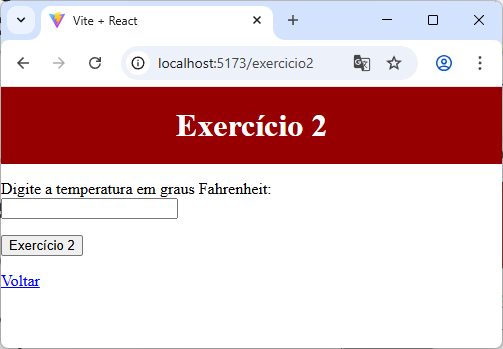 Vite + React
localhost:5173/exercicio2
Exercício 2
Digite a temperatura em graus Fahrenheit:
Exercício 2
Voltar